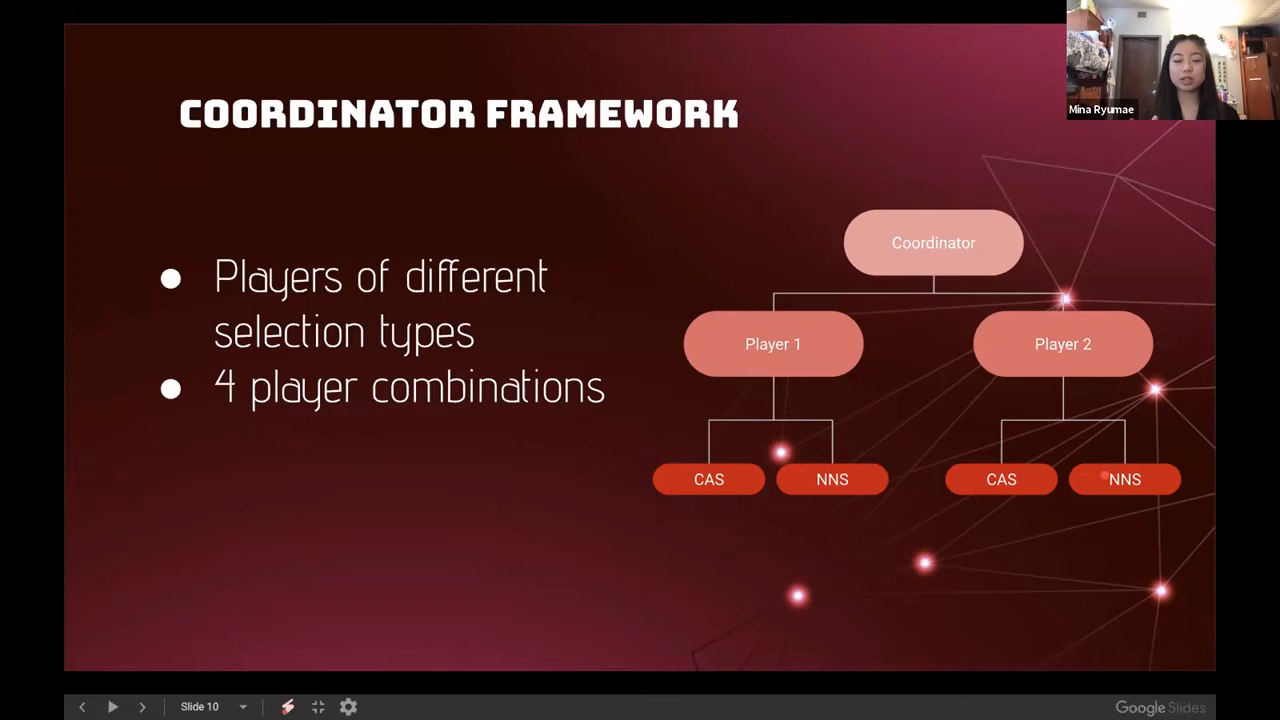 Mina Ryumae
COORDINATOR FRAMEWORK
Players of different
selection types
4 player combinations
Coordinator
Player 1
Player 2
CAS
NNS
CAS
NNS
Slide 10
Google Slides